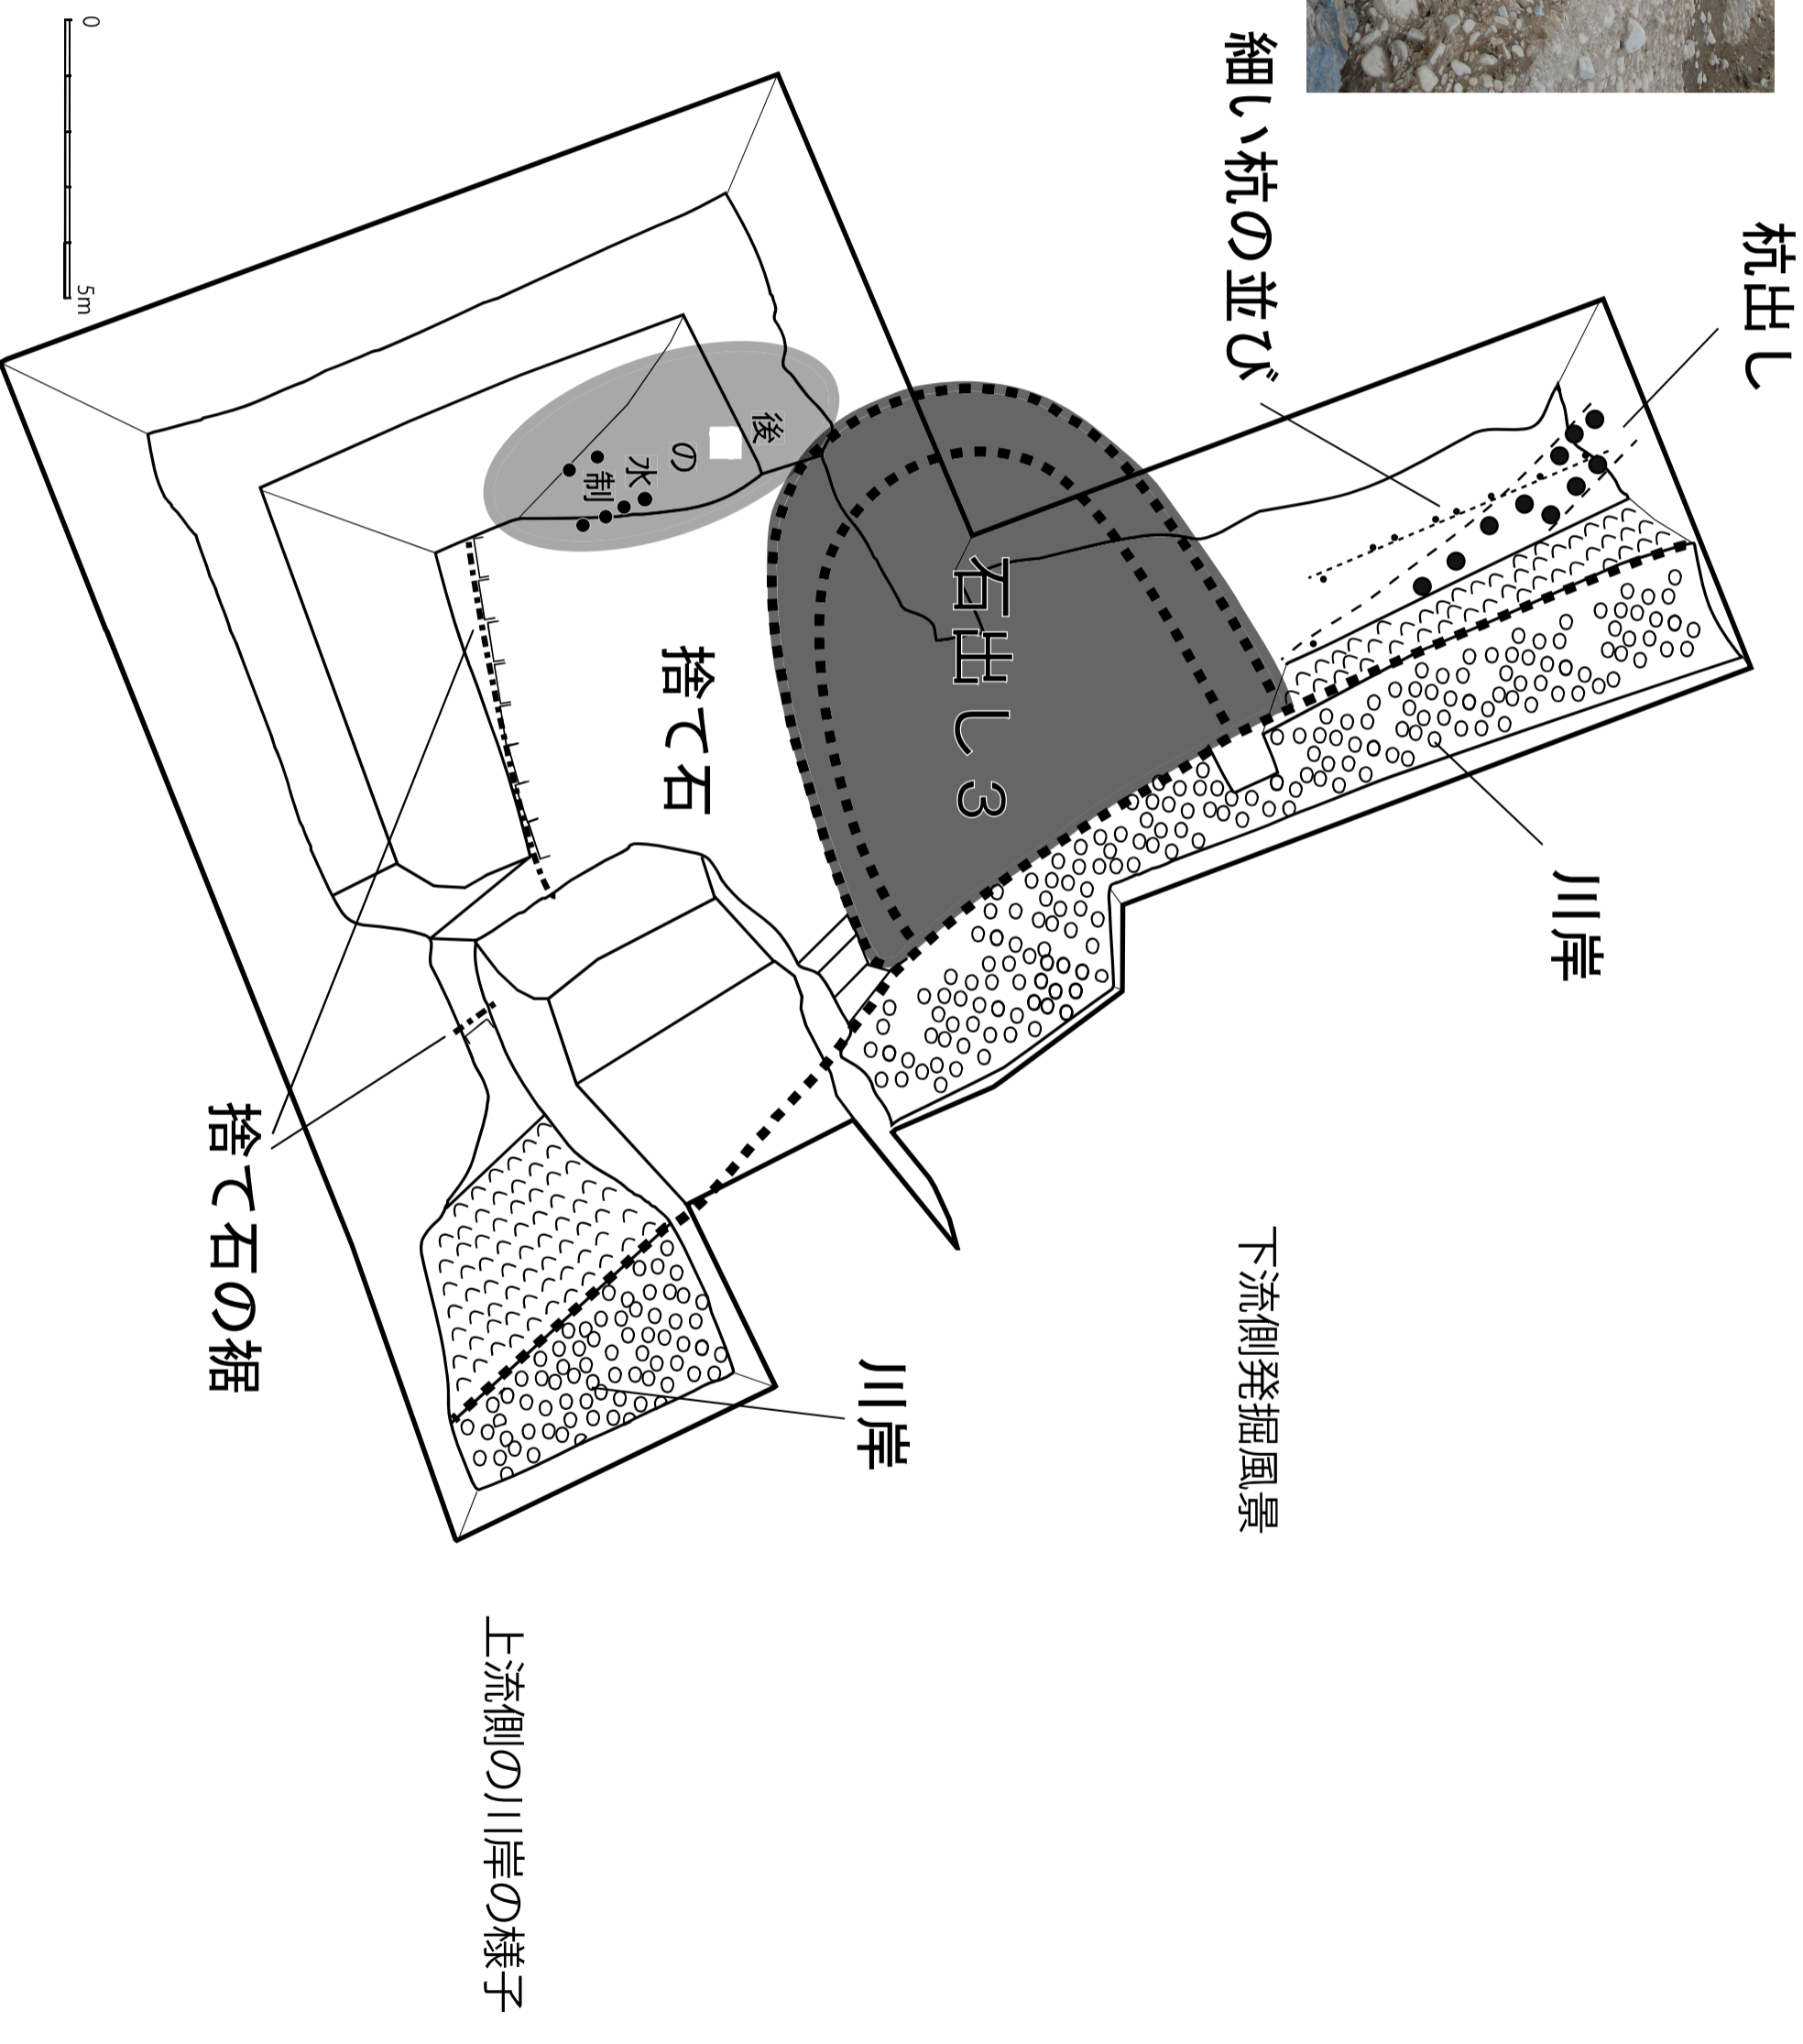 杭出し
細い杭の並び
川岸
石出し3
後の水制
捨て石
捨て石の裾
川岸
下流側発掘風景
上流側の川岸の様子
0
5m